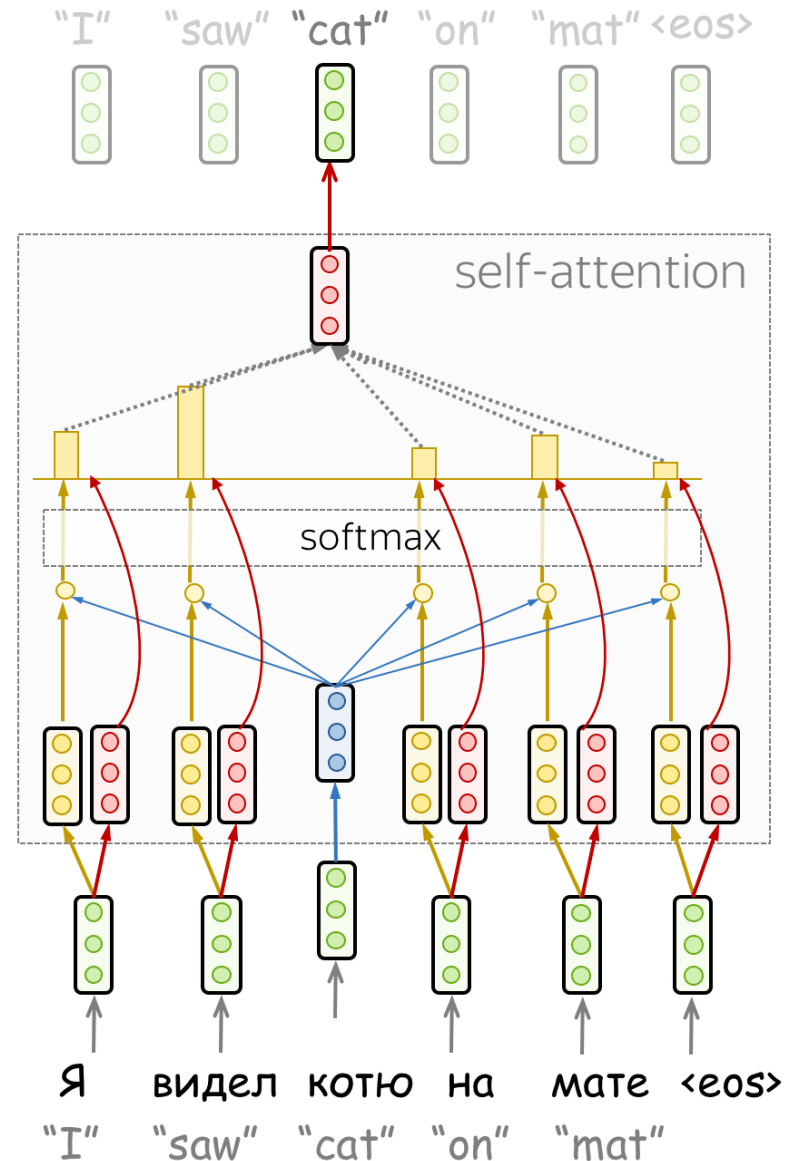 “I” “saw” “cat” “on” “mat” <eos>
self-attention
softmax
Я видел котю на мате <eos>
“I” “saw” “cat” “on” “mat”